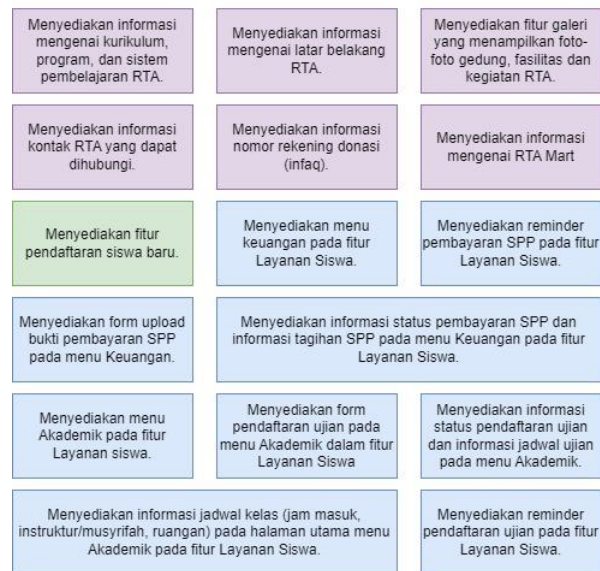 Menyediakan informasi
mengenai kurikulum,
program, dan sistem
pembelajaran RTA.
Menyediakan informasi
mengenai latar belakang
RTA.
Menyediakan fitur galeri
yang menampilkan foto-
foto gedung, fasilitas dan
kegiatan RTA.
Menyediakan informasi
kontak RTA yang dapat
dihubungi.
Menyediakan informasi
nomor rekening donasi
(infaq).
Menyediakan informasi
mengenai RTA Mart
Menyediakan fitur
pendaftaran siswa baru.
Menyediakan menu
keuangan pada fitur
Layanan Siswa.
Menyediakan reminder
pembayaran SPP pada fitur
Layanan Siswa.
Menyediakan form upload
bukti pembayaran SPP
pada menu Keuangan.
Menyediakan informasi status pembayaran SPP dan
informasi tagihan SPP pada menu Keuangan pada fitur
Layanan Siswa.
Menyediakan menu
Akademik pada fitur
Layanan siswa.
Menyediakan form
pendaftaran ujian pada
menu Akademik dalam fitur
Layanan Siswa
Menyediakan informasi
status pendaftaran ujian
dan informasi jadwal ujian
pada menu Akademik.
Menyediakan informasi jadwal kelas (jam masuk,
instruktur/musyrifah, ruangan) pada halaman utama menu
Akademik pada fitur Layanan Siswa.
Menyediakan reminder
pendaftaran ujian pada fitur
Layanan Siswa.